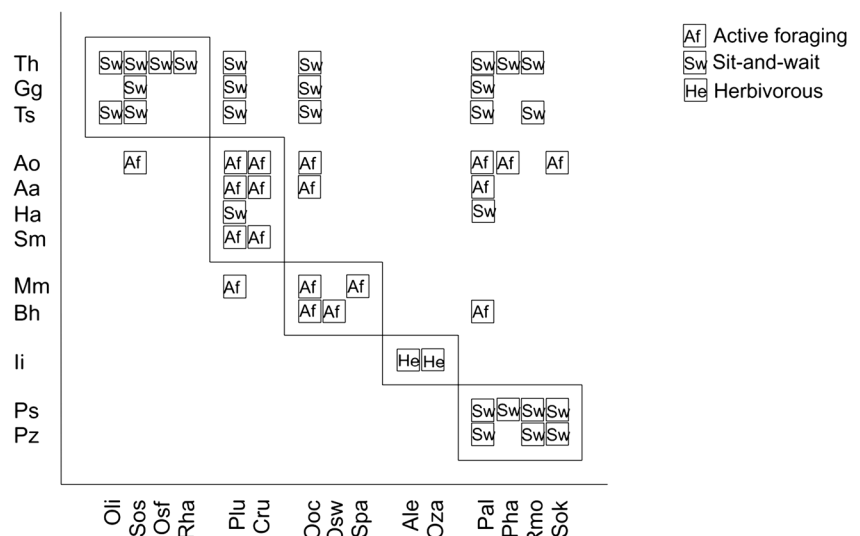 Af Active foraging
Sw Sit-and-wait
He Herbivorous
Th Sw Sw Sw Sw Sw Sw Sw Sw Sw
Gg Sw Sw Sw Sw
Ts Sw Sw Sw Sw Sw Sw
Ao Af Af Af Af Af Af Af
Aa Af Af Af Af
Ha Sw Sw
Sm Af Af
Mm Af Af Af
Bh Af Af Af
Ii He He
Ps Sw Sw Sw Sw
Pz Sw Sw Sw
Oli Sos Osf Rha Plu Cru Ooc Osw Spa Ale Oza Pal Pha Rmo Sok